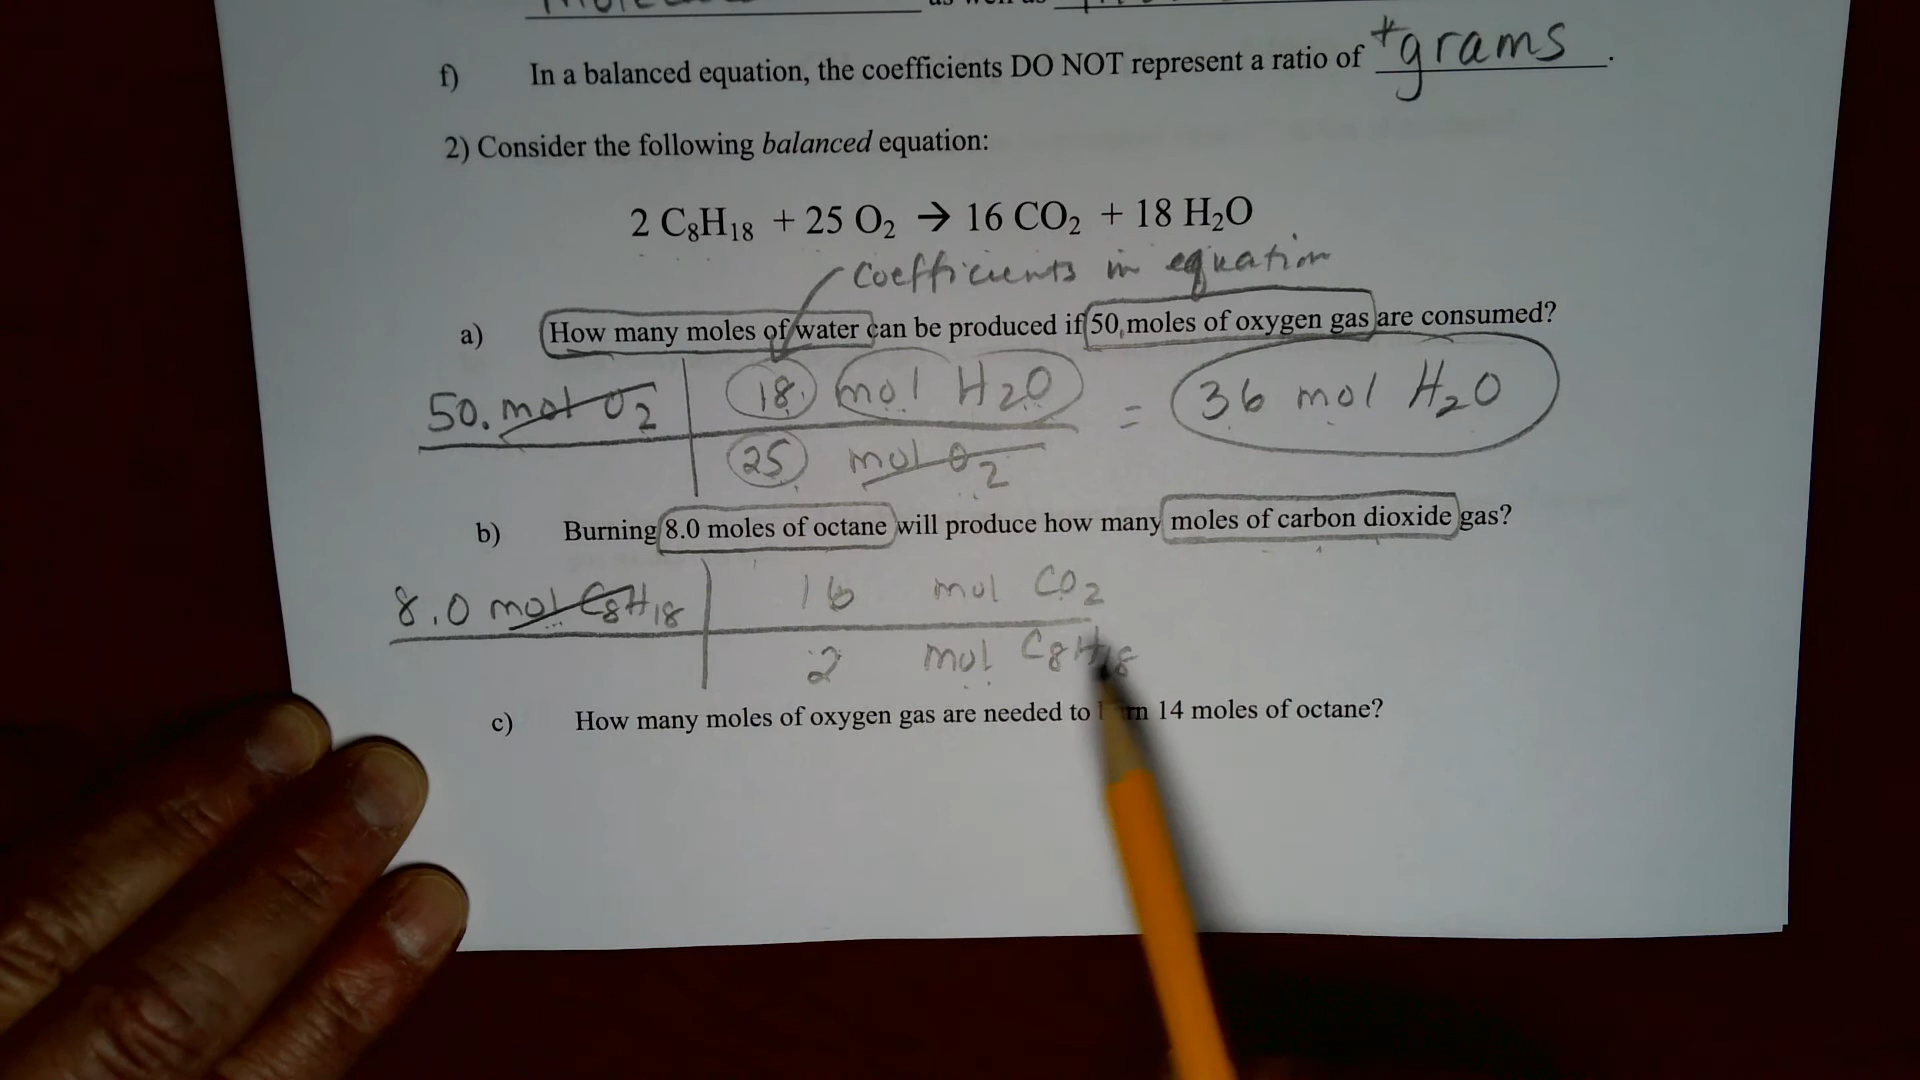 f) In a balanced equation, the coefficients DO NOT represent a ratio of *grams.
2) Consider the following balanced equation:
2 C₈H₁₈ + 25 O₂ → 16 CO₂ + 18 H₂O
coefficients in equation
a) How many moles of water can be produced if 50. moles of oxygen gas are consumed?
50. mol O₂ 18 mol H₂O = 36 mol H₂O
25 mol O₂
b) Burning 8.0 moles of octane will produce how many moles of carbon dioxide gas?
8.0 mol C₈H₁₈ 16 mol CO₂
2 mol C₈H₁₈
c) How many moles of oxygen gas are needed to 14 moles of octane?